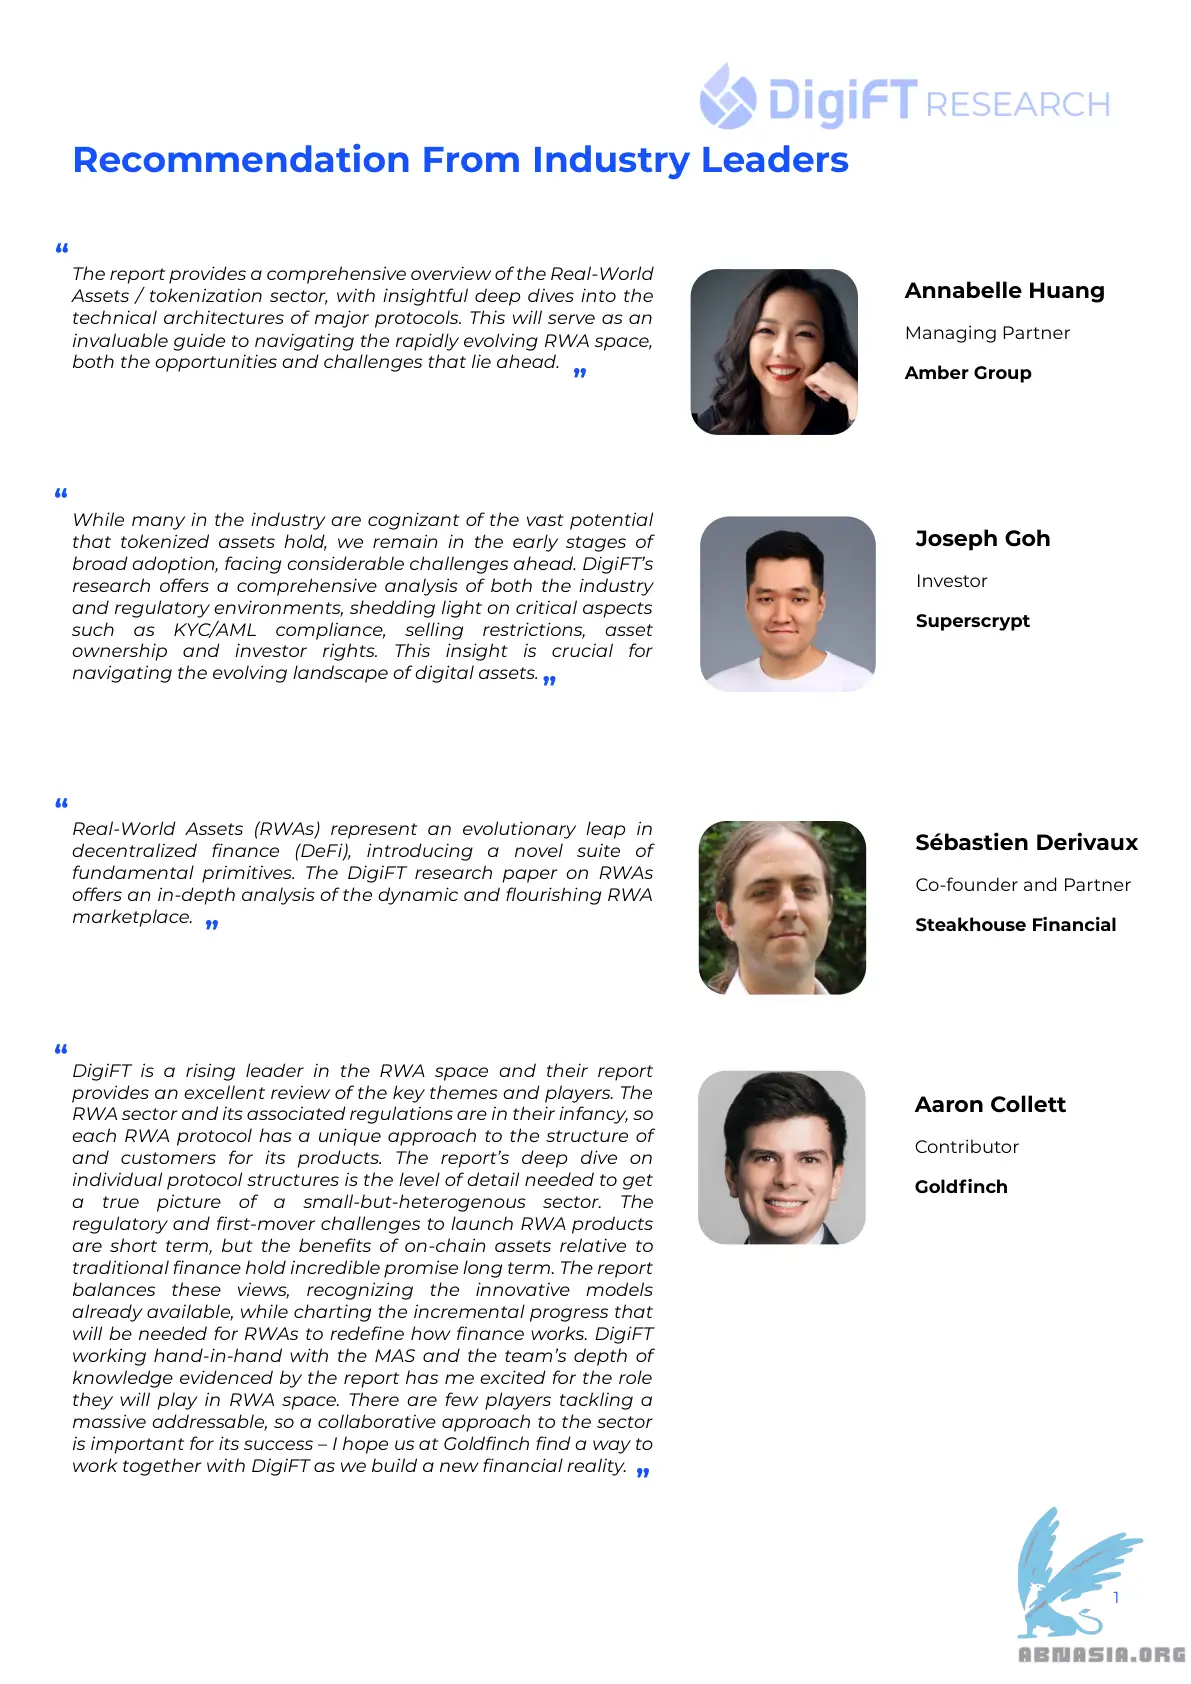 DigiFT RESEARCH
Recommendation From Industry Leaders
“
The report provides a comprehensive overview of the Real-World
Assets / tokenization sector, with insightful deep dives into the
technical architectures of major protocols. This will serve as an
invaluable guide to navigating the rapidly evolving RWA space,
both the opportunities and challenges that lie ahead. ”
Annabelle Huang
Managing Partner
Amber Group
“
While many in the industry are cognizant of the vast potential
that tokenized assets hold, we remain in the early stages of
broad adoption, facing considerable challenges ahead. DigiFT’s
research offers a comprehensive analysis of both the industry
and regulatory environments, shedding light on critical aspects
such as KYC/AML compliance, selling restrictions, asset
ownership and investor rights. This insight is crucial for
navigating the evolving landscape of digital assets. ”
Joseph Goh
Investor
Superscrypt
“
Real-World Assets (RWAs) represent an evolutionary leap in
decentralized finance (DeFi), introducing a novel suite of
fundamental primitives. The DigiFT research paper on RWAs
offers an in-depth analysis of the dynamic and flourishing RWA
marketplace. ”
Sébastien Derivaux
Co-founder and Partner
Steakhouse Financial
“
DigiFT is a rising leader in the RWA space and their report
provides an excellent review of the key themes and players. The
RWA sector and its associated regulations are in their infancy, so
each RWA protocol has a unique approach to the structure of
and customers for its products. The report’s deep dive on
individual protocol structures is the level of detail needed to get
a true picture of a small-but-heterogenous sector. The
regulatory and first-mover challenges to launch RWA products
are short term, but the benefits of on-chain assets relative to
traditional finance hold incredible promise long term. The report
balances these views, recognizing the innovative models
already available, while charting the incremental progress that
will be needed for RWAs to redefine how finance works. DigiFT
working hand-in-hand with the MAS and the team’s depth of
knowledge evidenced by the report has me excited for the role
they will play in RWA space. There are few players tackling a
massive addressable, so a collaborative approach to the sector
is important for its success – I hope us at Goldfinch find a way to
work together with DigiFT as we build a new financial reality. ”
Aaron Collett
Contributor
Goldfinch
1
ABNASIA.ORG